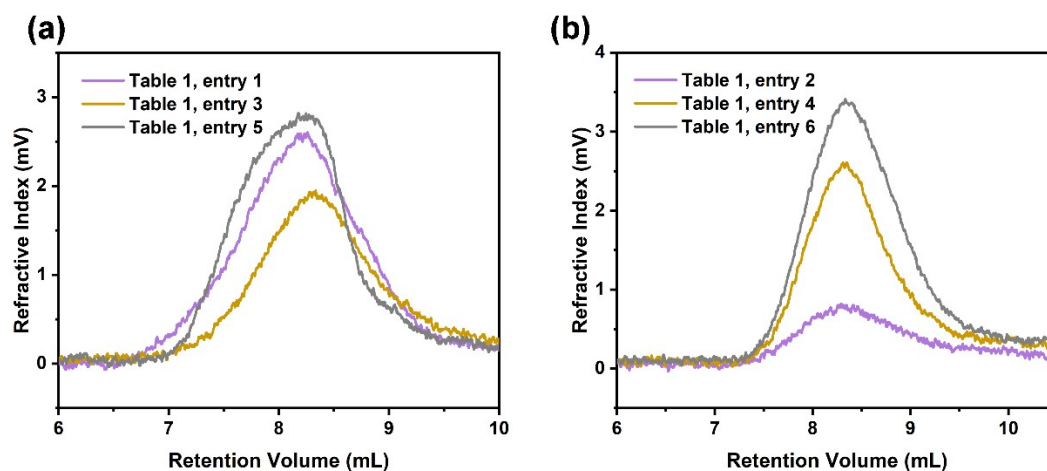 (a)
Table 1, entry 1
Table 1, entry 3
Table 1, entry 5
Refractive Index (mV)
3
2
1
0
6
7
8
9
10
Retention Volume (mL)
(b)
Table 1, entry 2
Table 1, entry 4
Table 1, entry 6
Refractive Index (mV)
4
3
2
1
0
6
7
8
9
10
Retention Volume (mL)